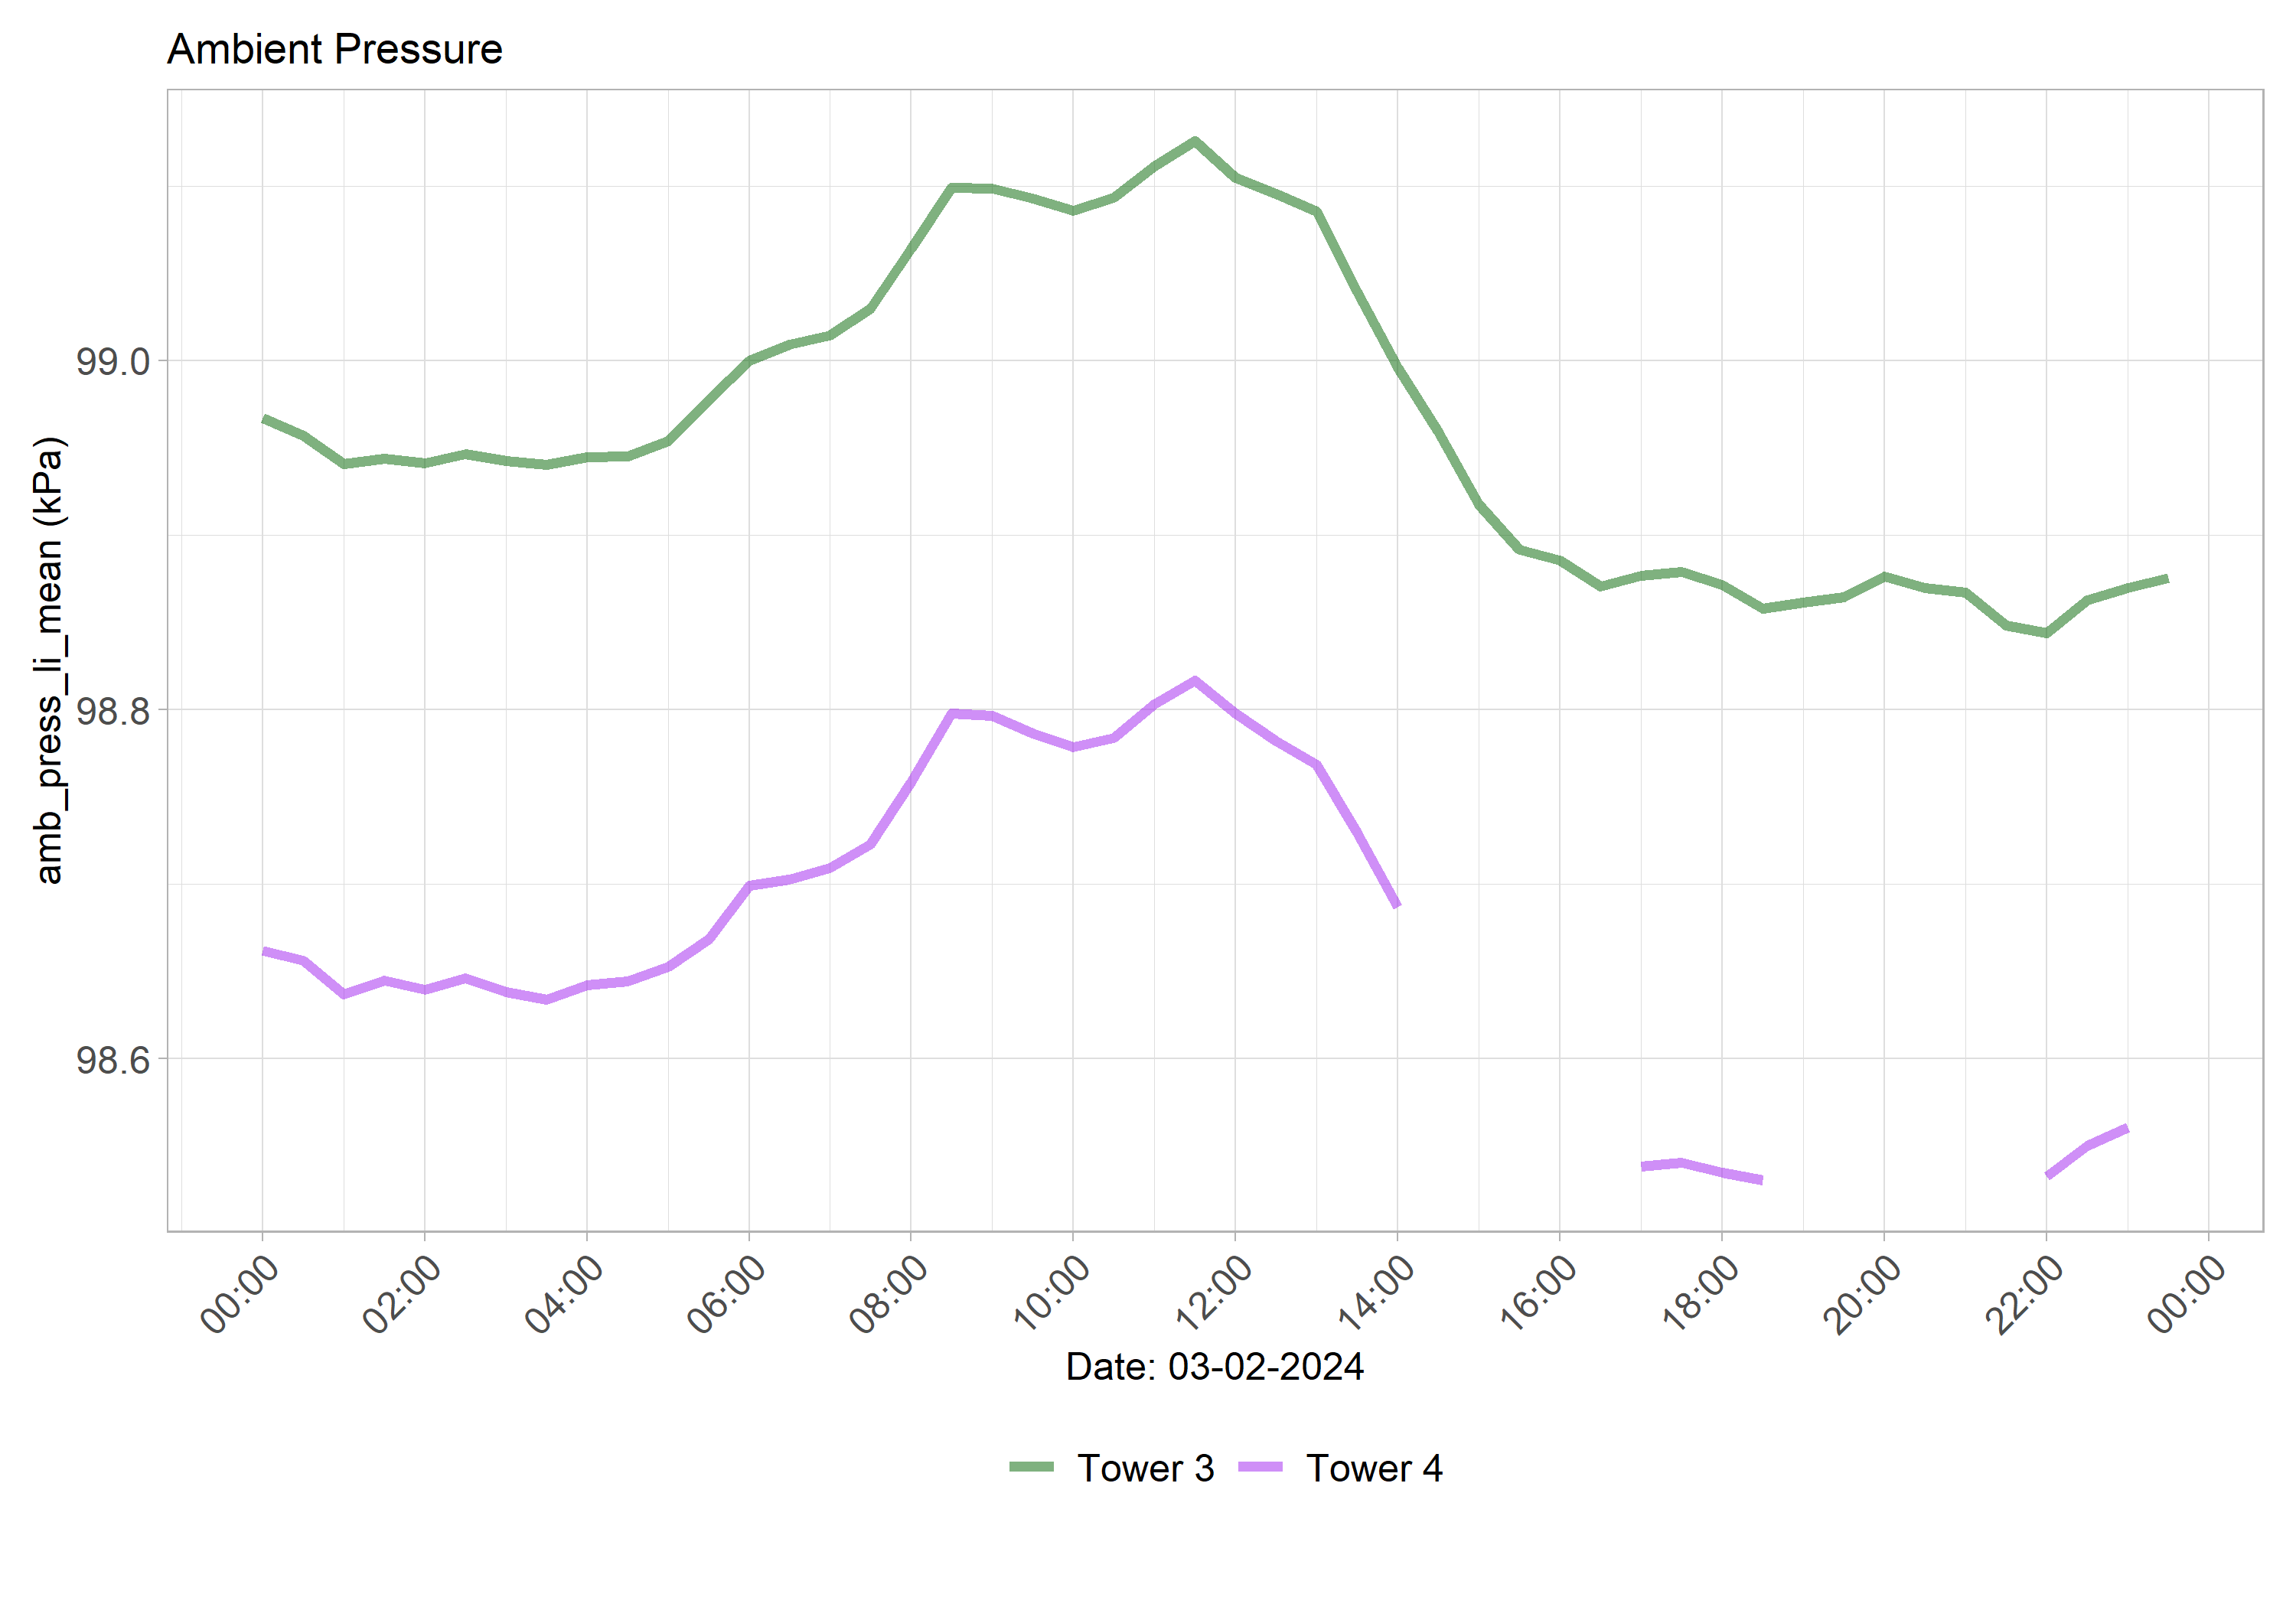 Ambient Pressure
amb_press_li_mean (kPa)
99.0
98.8
98.6
00:00 02:00 04:00 06:00 08:00 10:00 12:00 14:00 16:00 18:00 20:00 22:00 00:00
Date: 03-02-2024
Tower 3 Tower 4